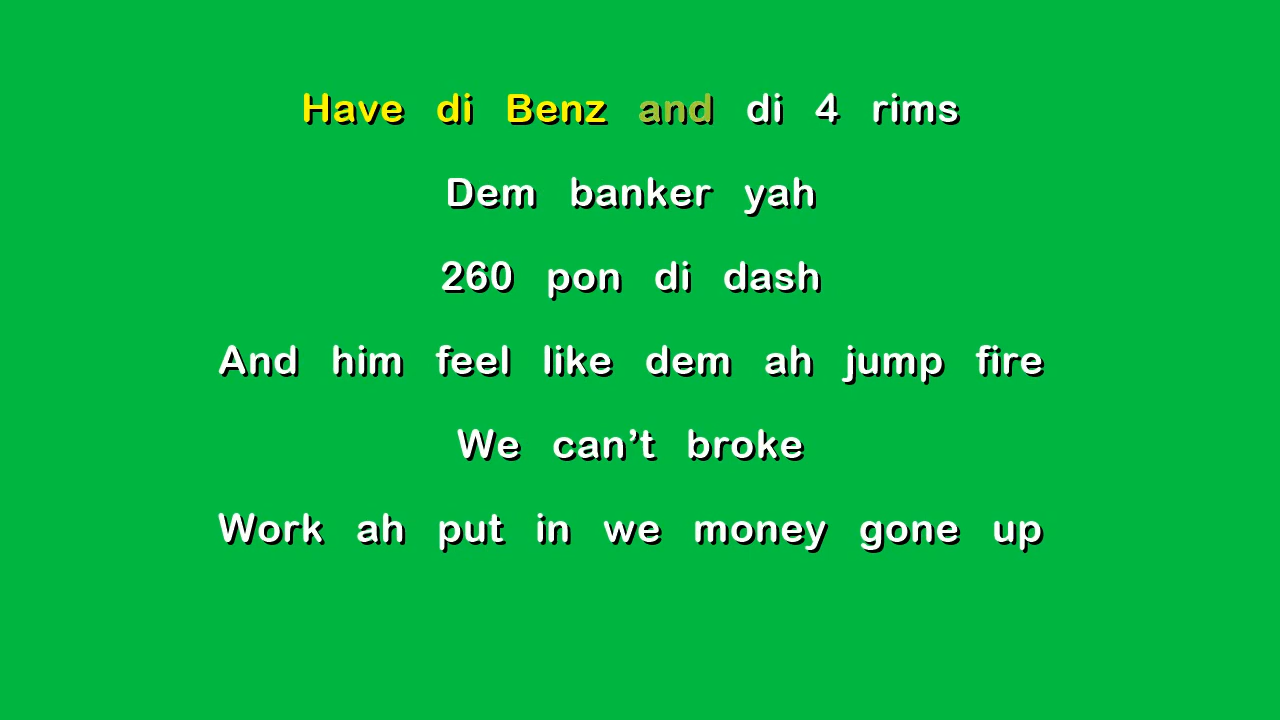 Have di Benz and di 4 rims
Dem banker yah
260 pon di dash
And him feel like dem ah jump fire
We can’t broke
Work ah put in we money gone up